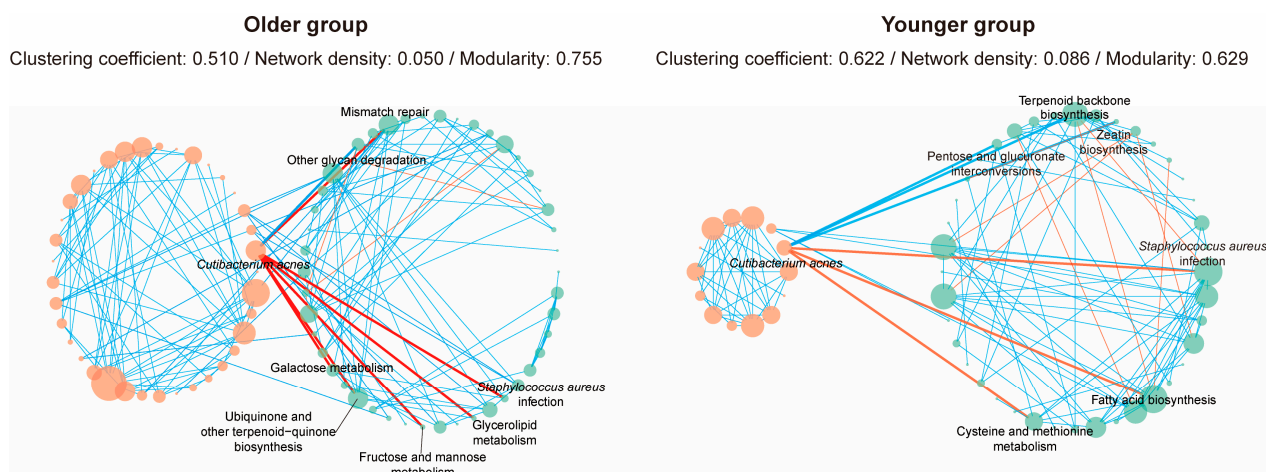 Older group
Clustering coefficient: 0.510 / Network density: 0.050 / Modularity: 0.755
Mismatch repair
Other glycan degradation
Cutibacterium acnes
Galactose metabolism
Staphylococcus aureus
infection
Ubiquinone and
other terpenoid−quinone
biosynthesis
Glycerolipid
metabolism
Fructose and mannose
metabolism
Younger group
Clustering coefficient: 0.622 / Network density: 0.086 / Modularity: 0.629
Terpenoid backbone
biosynthesis
Zeatin
biosynthesis
Pentose and glucuronate
interconversions
Staphylococcus aureus
infection
Cutibacterium acnes
Fatty acid biosynthesis
Cysteine and methionine
metabolism